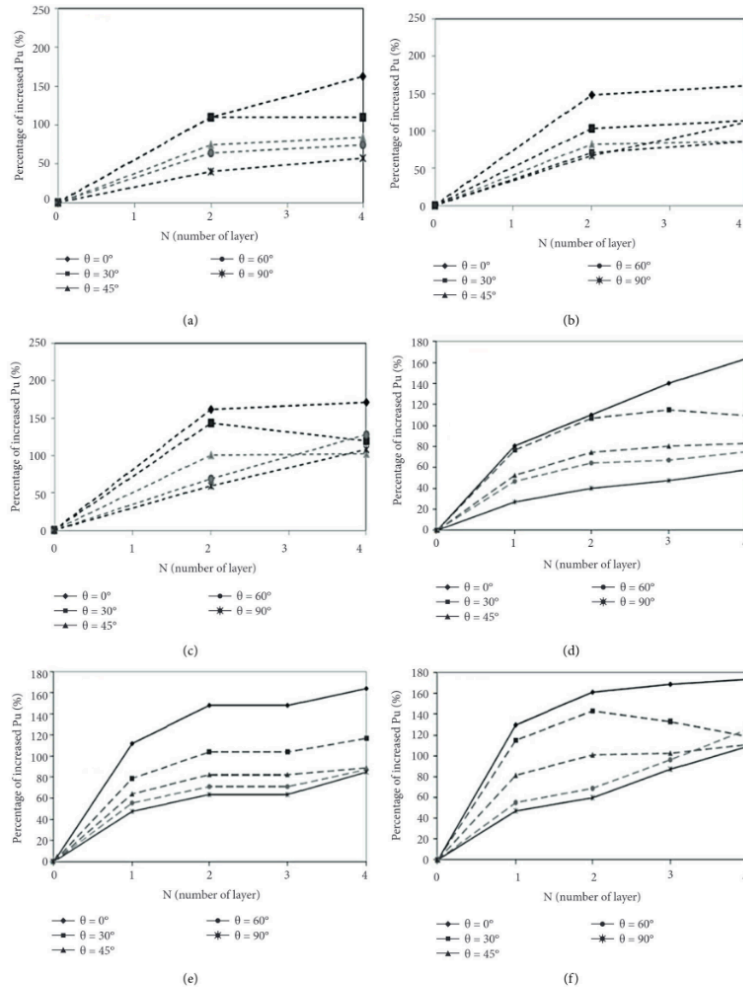 Percentage of increased Pu (%)
250
200
150
100
50
0
0 1 2 3 4
N (number of layer)
θ = 0° θ = 60°
θ = 30° θ = 90°
θ = 45°
(a)
Percentage of increased Pu (%)
250
200
150
100
50
0
0 1 2 3 4
N (number of layer)
θ = 0° θ = 60°
θ = 30° θ = 90°
θ = 45°
(b)
Percentage of increased Pu (%)
250
200
150
100
50
0
0 1 2 3 4
N (number of layer)
θ = 0° θ = 60°
θ = 30° θ = 90°
θ = 45°
(c)
Percentage of increased Pu (%)
180
160
140
120
100
80
60
40
20
0
0 1 2 3
N (number of layer)
θ = 0° θ = 60°
θ = 30° θ = 90°
θ = 45°
(d)
Percentage of increased Pu (%)
180
160
140
120
100
80
60
40
20
0
0 1 2 3 4
N (number of layer)
θ = 0° θ = 60°
θ = 30° θ = 90°
θ = 45°
(e)
Percentage of increased Pu (%)
180
160
140
120
100
80
60
40
20
0
0 1 2 3
N (number of layer)
θ = 0° θ = 60°
θ = 30° θ = 90°
θ = 45°
(f)